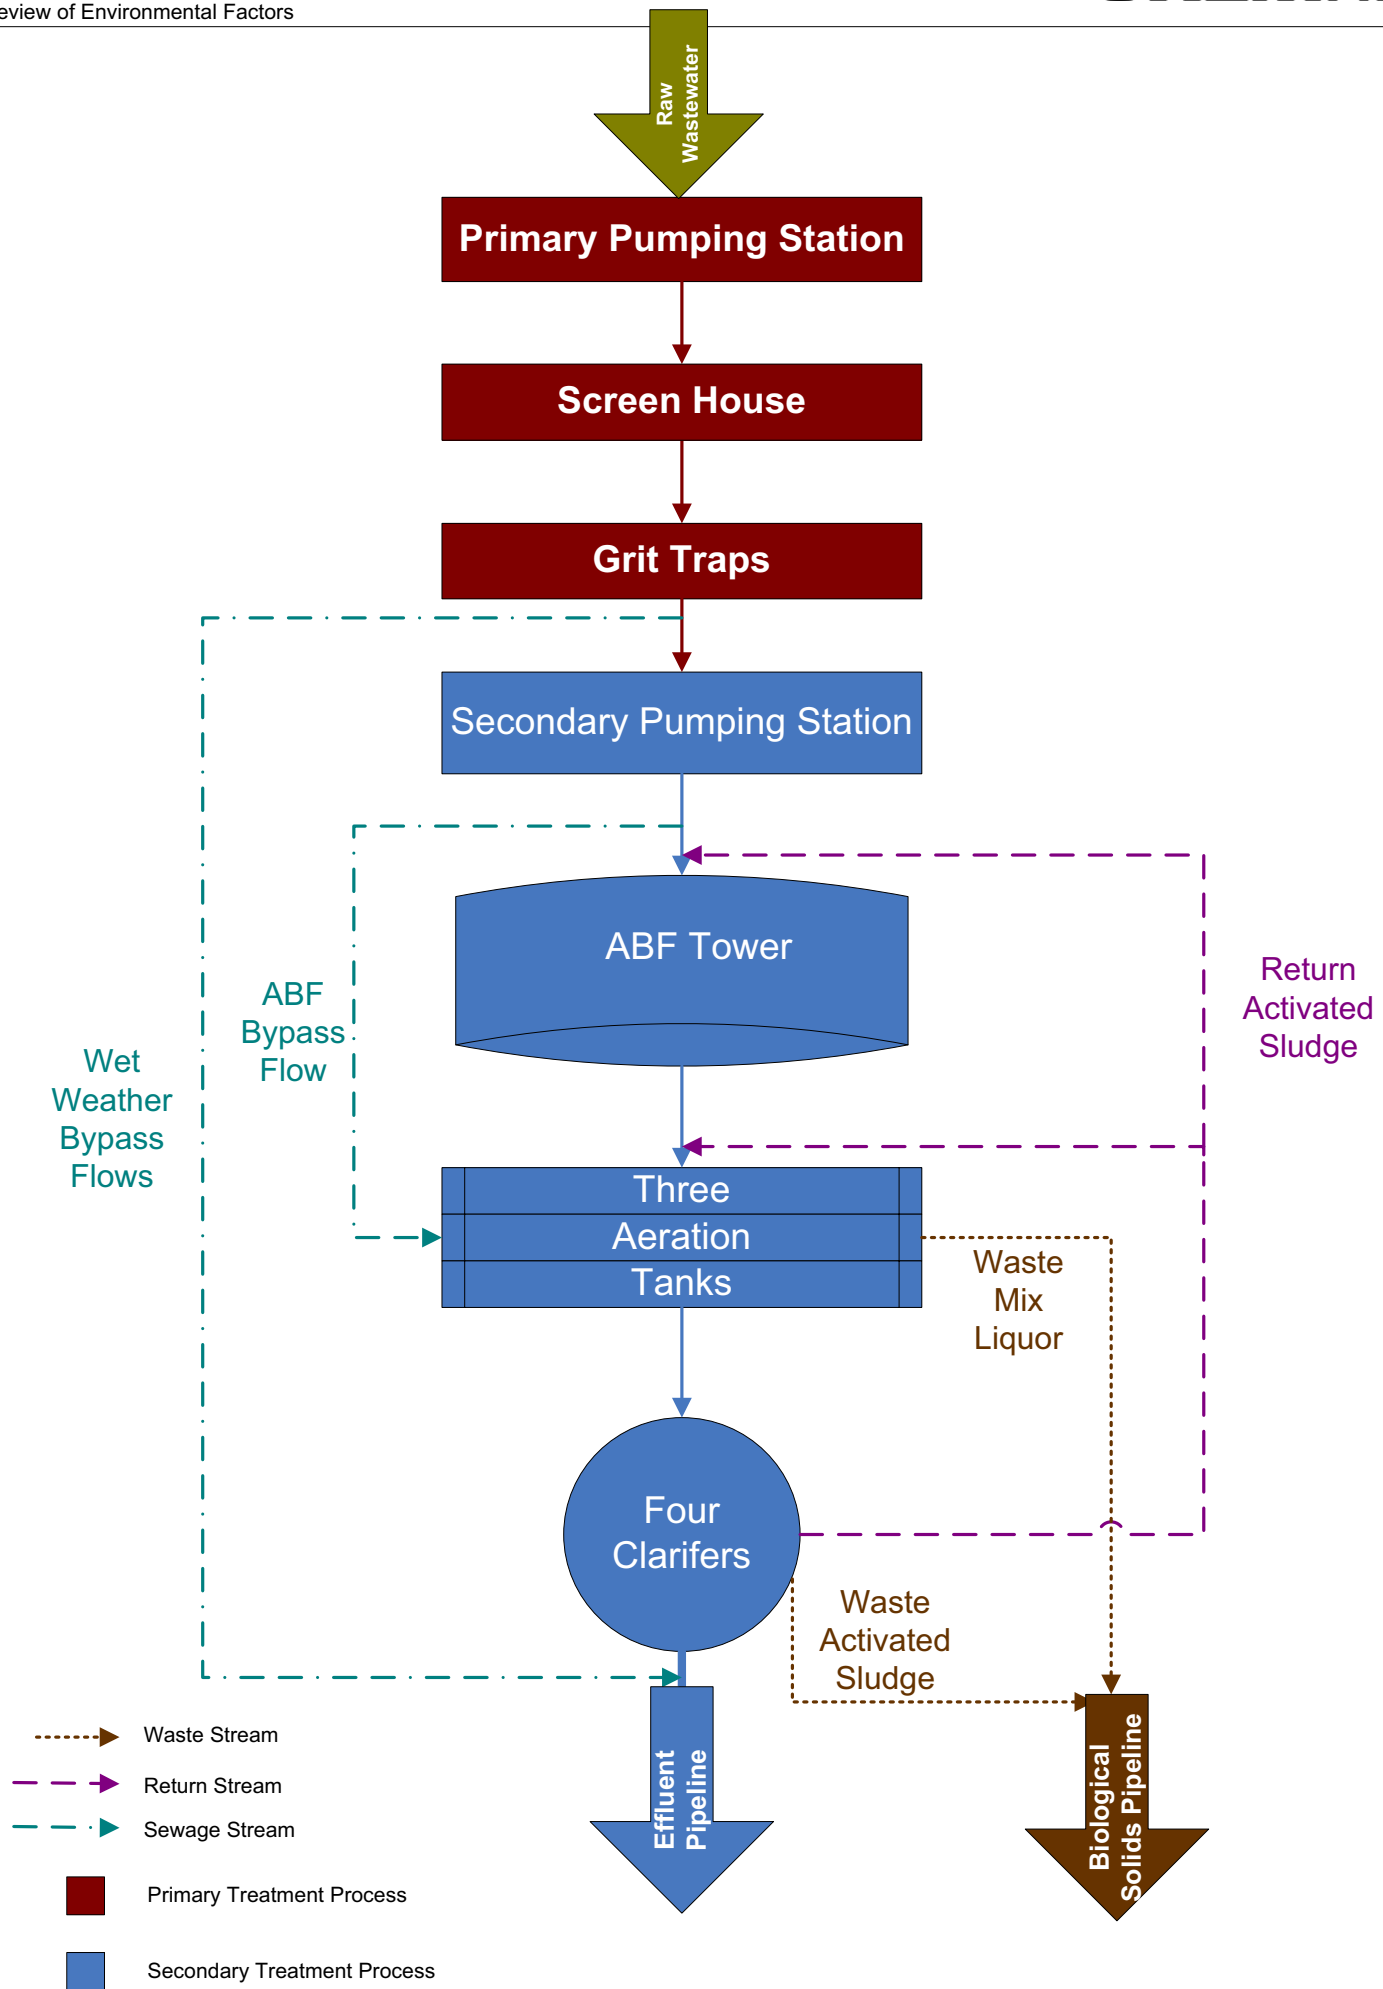 eview of Environmental Factors
Raw
Wastewater
Primary Pumping Station
Screen House
Grit Traps
Secondary Pumping Station
ABF Tower
ABF
Bypass
Flow
Return
Activated
Sludge
Wet
Weather
Bypass
Flows
Three
Aeration
Tanks
Waste
Mix
Liquor
Four
Clarifers
Waste
Activated
Sludge
Effluent
Pipeline
Biological
Solids Pipeline
Waste Stream
Return Stream
Sewage Stream
Primary Treatment Process
Secondary Treatment Process